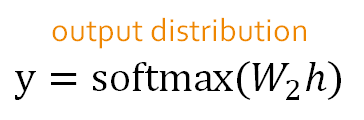 output distribution
y = softmax(W₂h)